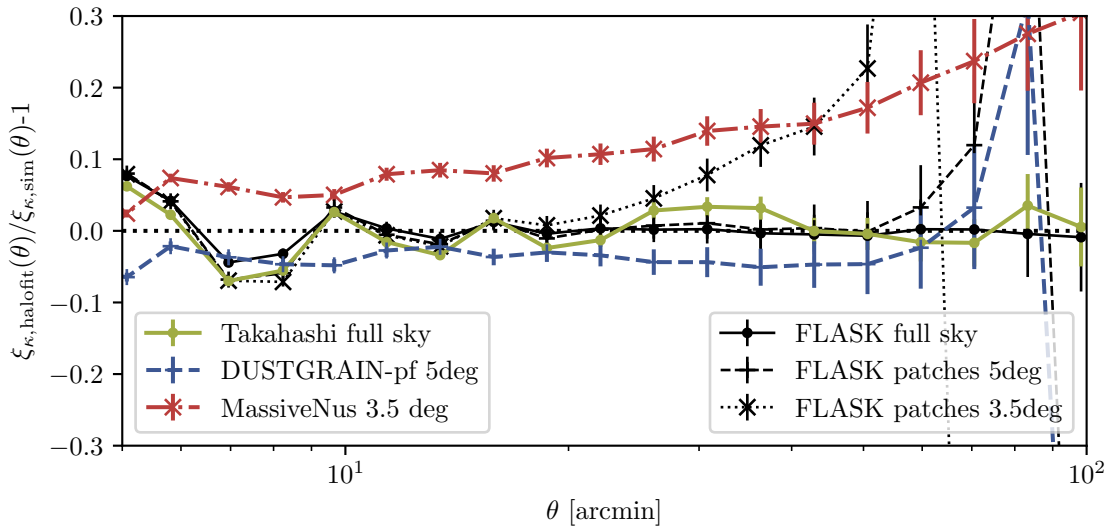 ξκ,halofit(θ)/ξκ,sim(θ)-1
0.3
0.2
0.1
0.0
−0.1
−0.2
−0.3
Takahashi full sky
DUSTGRAIN-pf 5deg
MassiveNus 3.5 deg
FLASK full sky
FLASK patches 5deg
FLASK patches 3.5deg
10¹
10²
θ [arcmin]